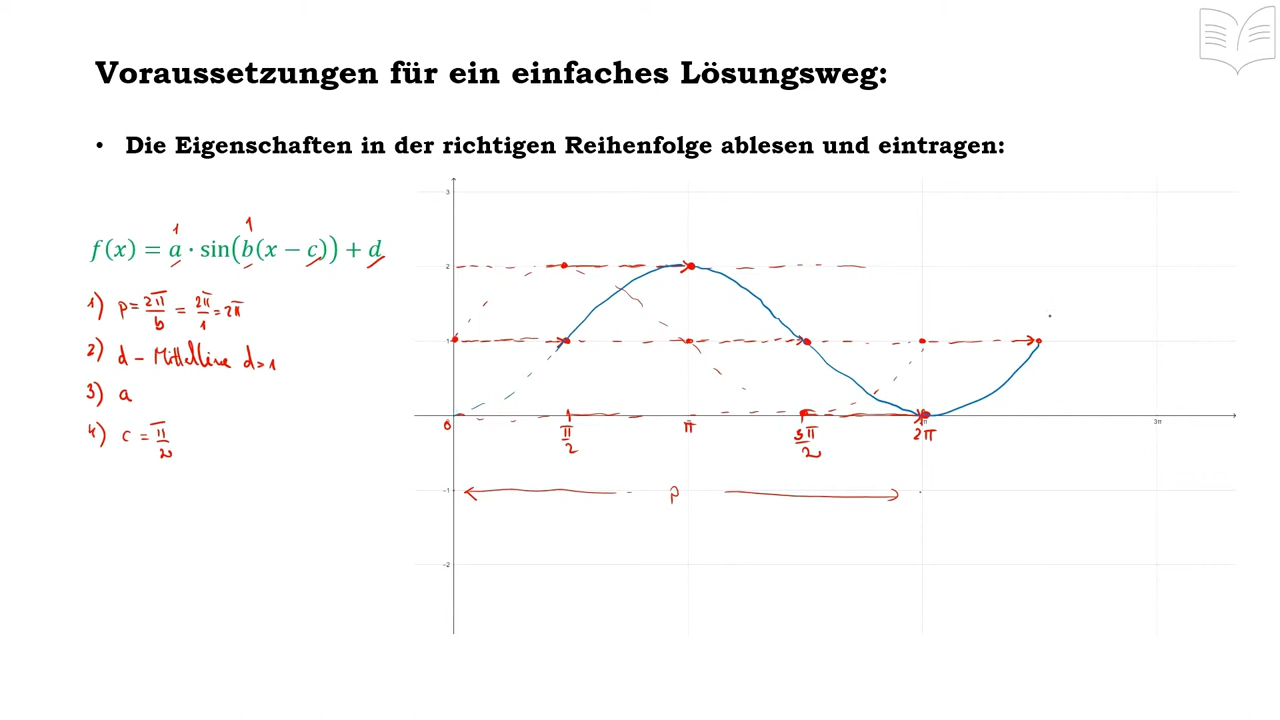 Voraussetzungen für ein einfaches Lösungsweg:
• Die Eigenschaften in der richtigen Reihenfolge ablesen und eintragen:
1 1
f(x) = a · sin(b(x − c)) + d
1) p = 2π/b = 2π/1 = 2π
2) d – Mittellinie d=1
3) a
4) c = π/2
3
2
1
0 π/2 π 3π/2 2π 3π
p
−1
−2